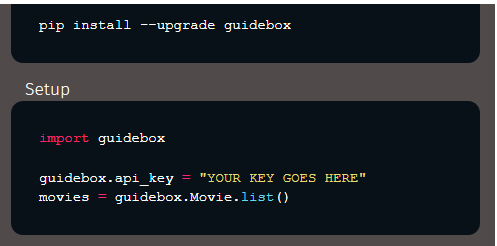 pip install --upgrade guidebox
Setup
import guidebox
guidebox.api_key = "YOUR KEY GOES HERE"
movies = guidebox.Movie.list()